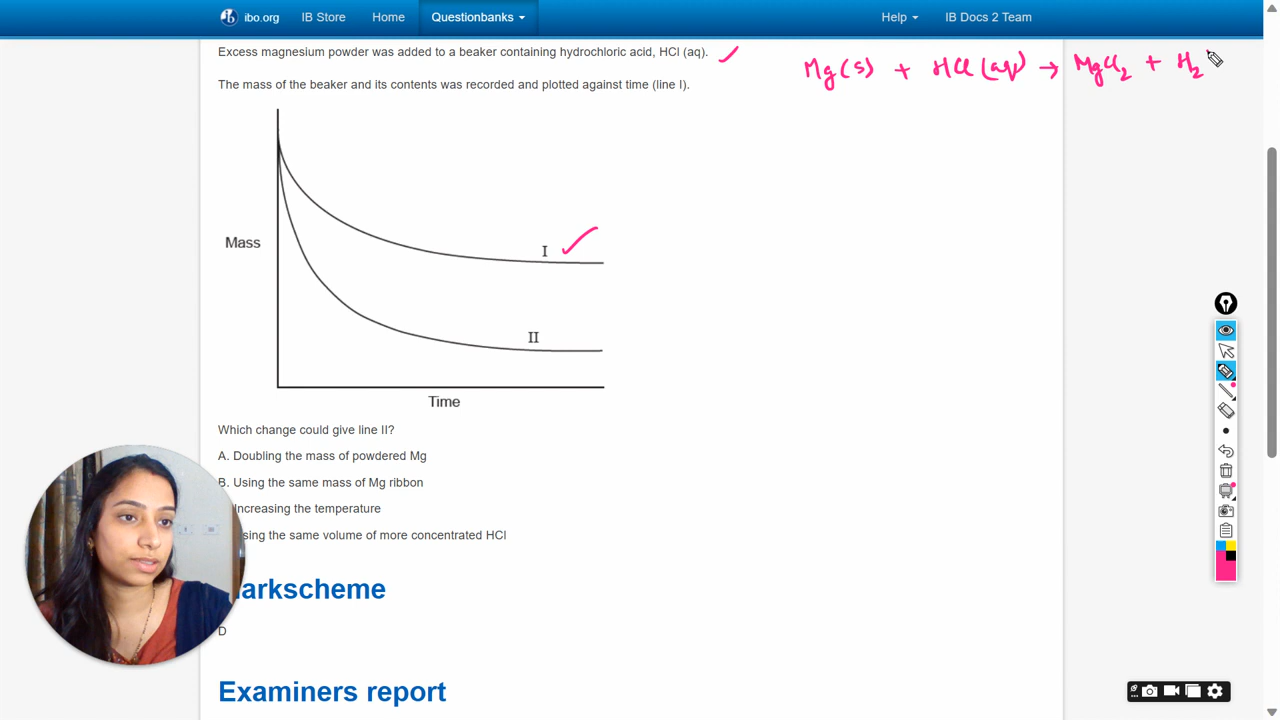 ibo.org IB Store Home Questionbanks Help IB Docs 2 Team
Excess magnesium powder was added to a beaker containing hydrochloric acid, HCl (aq).
Mg(s) + HCl(aq) → MgCl2 + H2
The mass of the beaker and its contents was recorded and plotted against time (line I).
Mass
I
II
Time
Which change could give line II?
A. Doubling the mass of powdered Mg
B. Using the same mass of Mg ribbon
Increasing the temperature
the same volume of more concentrated HCl
arkscheme
D
Examiners report